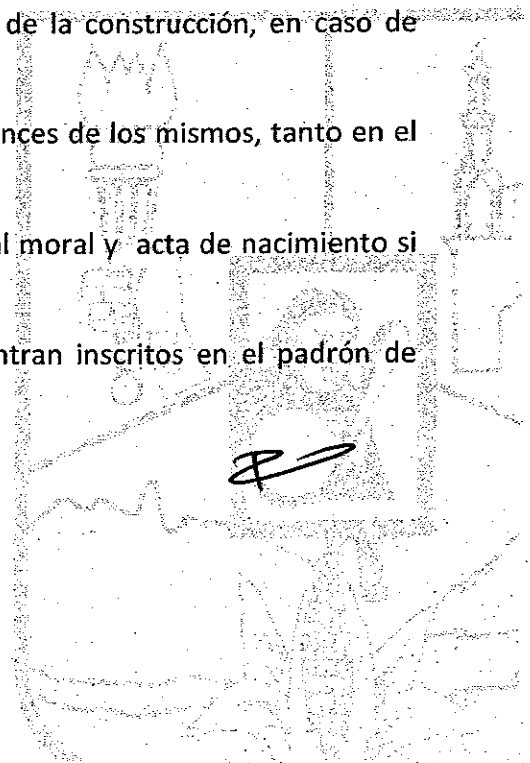 de la construcción, en caso de
nces de los mismos, tanto en el
al moral y acta de nacimiento si
ntran inscritos en el padrón de